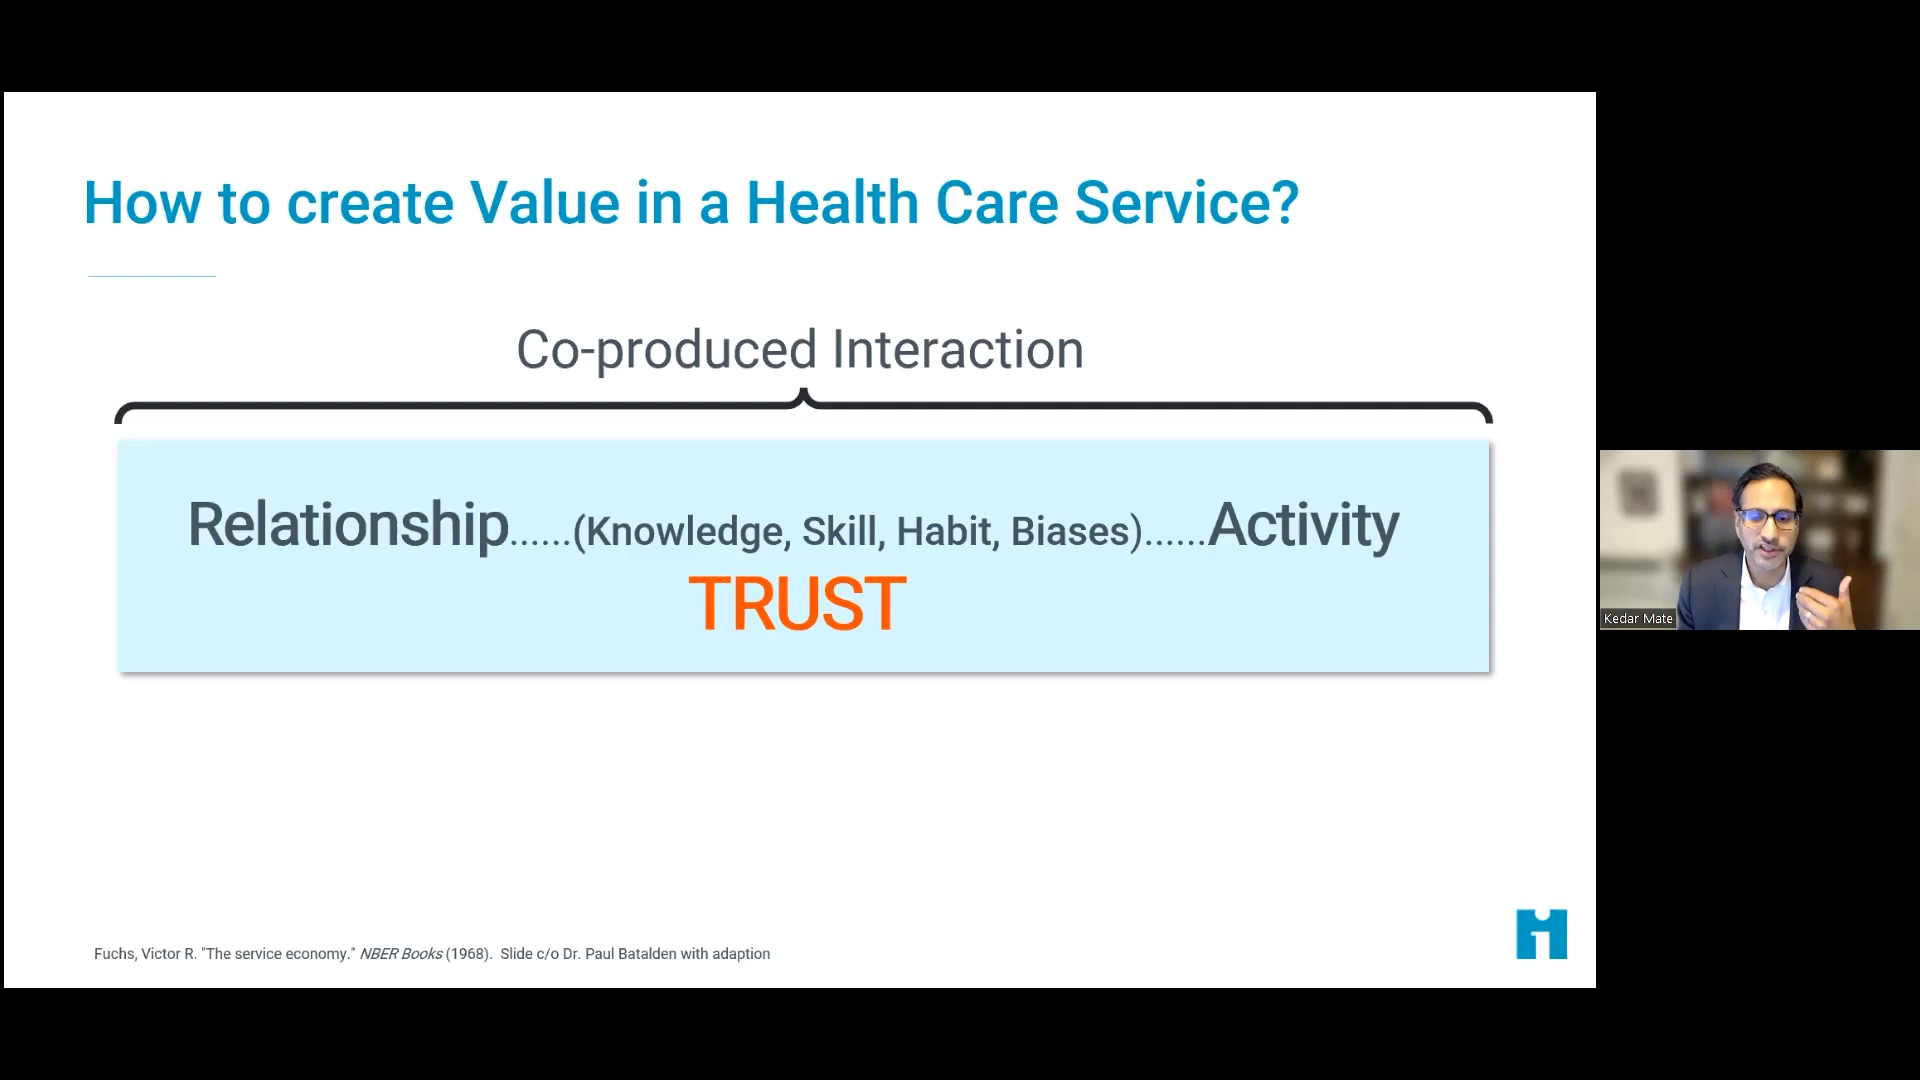 How to create Value in a Health Care Service?
Co-produced Interaction
Relationship......(Knowledge, Skill, Habit, Biases)......Activity
TRUST
Kedar Mate
Fuchs, Victor R. "The service economy." NBER Books (1968). Slide c/o Dr. Paul Batalden with adaption